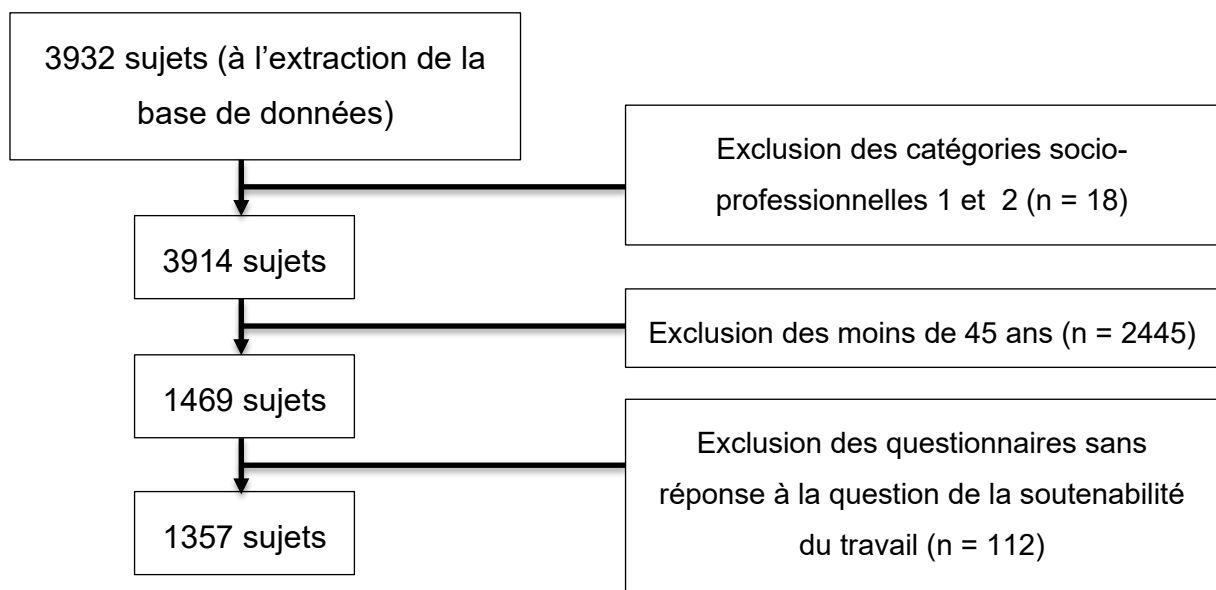 3932 sujets (à l’extraction de la
base de données)
Exclusion des catégories socio-
professionnelles 1 et  2 (n = 18)
3914 sujets
Exclusion des moins de 45 ans (n = 2445)
1469 sujets
Exclusion des questionnaires sans
réponse à la question de la soutenabilité
du travail (n = 112)
1357 sujets